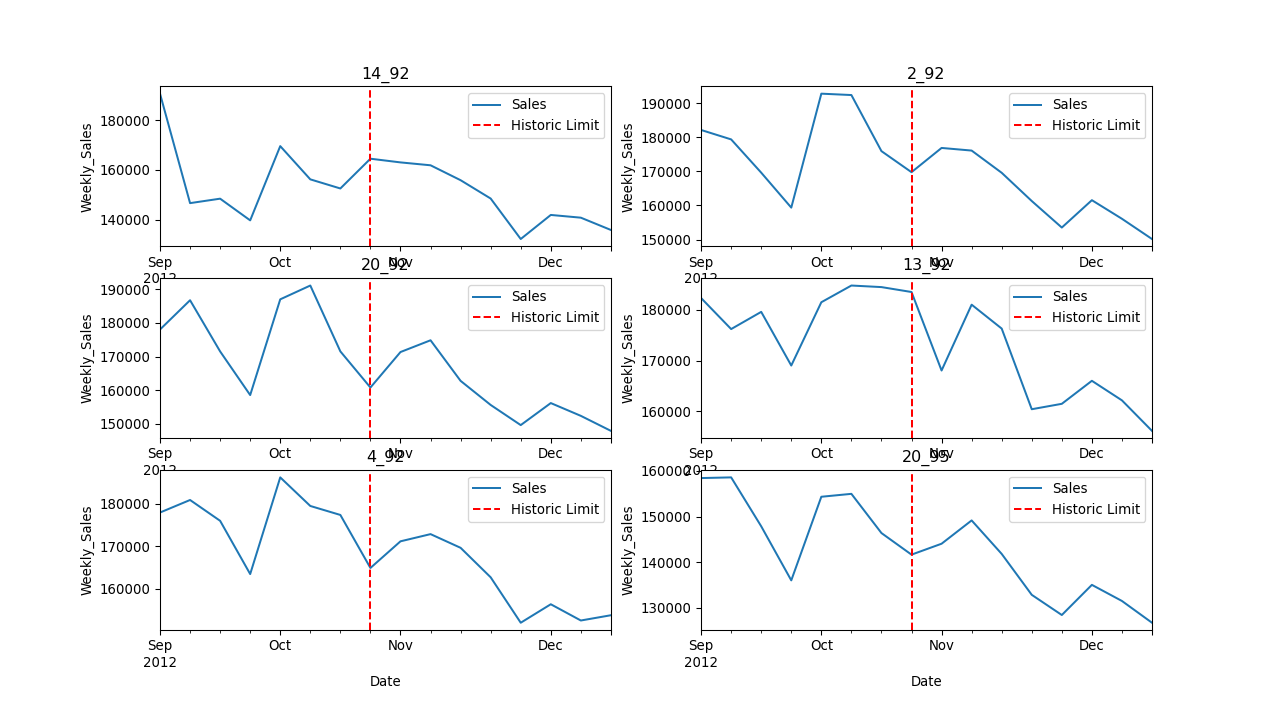 14_92
Weekly_Sales
180000
160000
140000
Sales
Historic Limit
Sep
2012
Oct
Nov
Dec
2_92
Weekly_Sales
190000
180000
170000
160000
150000
Sales
Historic Limit
Sep
2012
Oct
Nov
Dec
20_92
Weekly_Sales
190000
180000
170000
160000
150000
Sales
Historic Limit
Sep
2012
Oct
Nov
Dec
13_92
Weekly_Sales
180000
170000
160000
Sales
Historic Limit
Sep
2012
Oct
Nov
Dec
4_92
Weekly_Sales
180000
170000
160000
Sales
Historic Limit
Sep
2012
Oct
Nov
Dec
Date
20_95
Weekly_Sales
160000
150000
140000
130000
Sales
Historic Limit
Sep
2012
Oct
Nov
Dec
Date